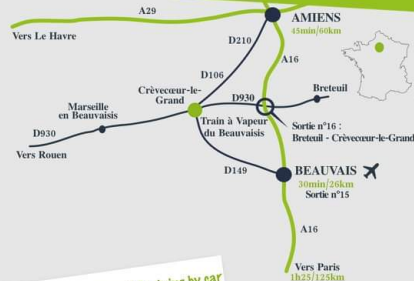 A29
AMIENS
45min/60km
Vers Le Havre
D210
A16
D106
Crèvecœur-le-
Grand
D930
Breteuil
Marseille
en Beauvaisis
Train à Vapeur
du Beauvaisis
Sortie n°16 :
Breteuil - Crèvecœur-le-Grand
D930
Vers Rouen
D149
BEAUVAIS
30min/26km
Sortie n°15
A16
Vers Paris
1h25/125km
by car